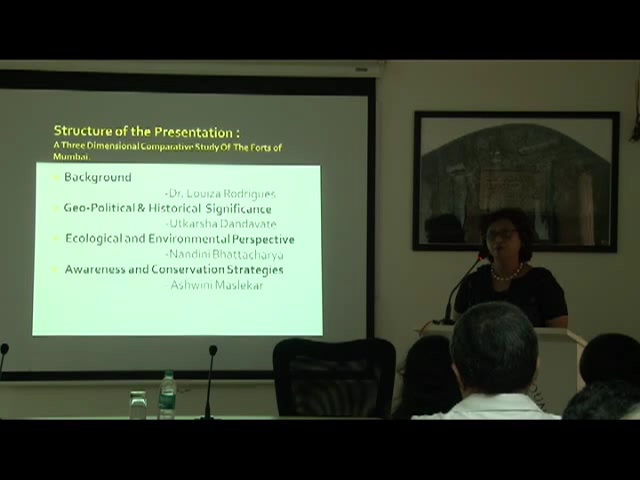 Structure of the Presentation :
A Three Dimensional Comparative Study Of The Forts of
Mumbai.
Background
-Dr. Louiza Rodrigues
Geo-Political & Historical Significance
-Utkarsha Dandavate
Ecological and Environmental Perspective
-Nandini Bhattacharya
Awareness and Conservation Strategies
- Ashwini Maslekar